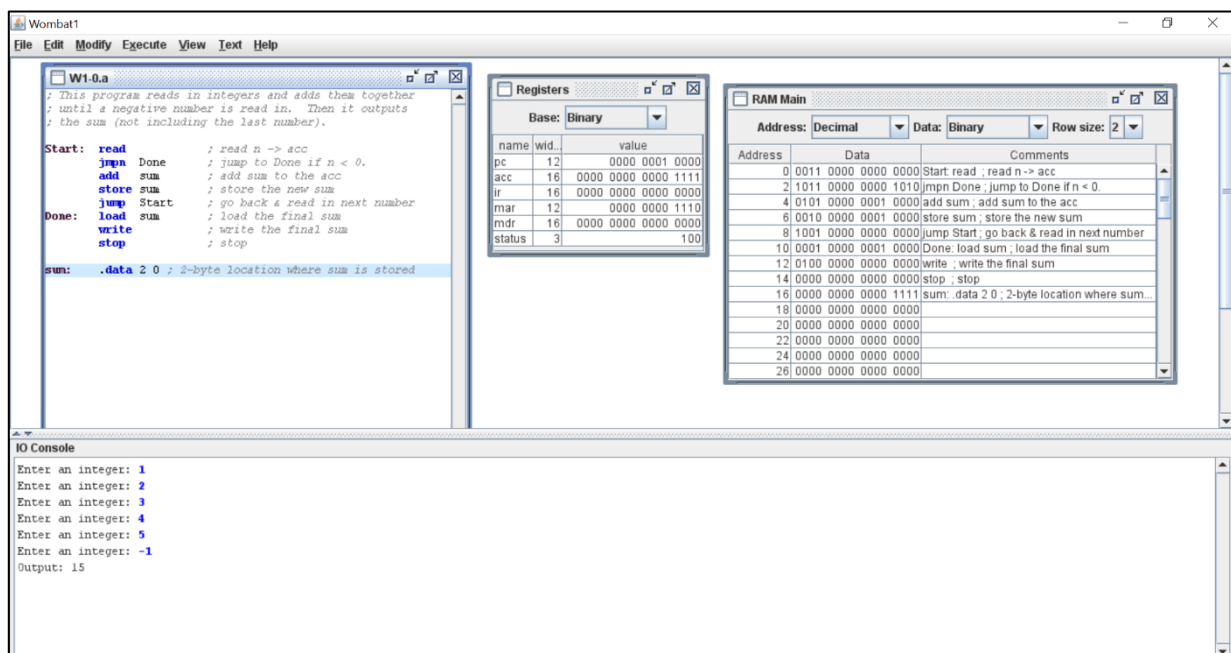 Wombat1
File Edit Modify Execute View Text Help
W1-0.a
; This program reads in integers and adds them together
; until a negative number is read in. Then it outputs
; the sum (not including the last number).
Start: read ; read n -> acc
jmpn Done ; jump to Done if n < 0.
add sum ; add sum to the acc
store sum ; store the new sum
jump Start ; go back & read in next number
Done: load sum ; load the final sum
write ; write the final sum
stop ; stop
sum: .data 2 0 ; 2-byte location where sum is stored
Registers
Base: Binary
name wid... value
pc 12 0000 0001 0000
acc 16 0000 0000 0000 1111
ir 16 0000 0000 0000 0000
mar 12 0000 0000 1110
mdr 16 0000 0000 0000 0000
status 3 100
RAM Main
Address: Decimal Data: Binary Row size: 2
Address Data Comments
0 0011 0000 0000 0000 Start: read ; read n -> acc
2 1011 0000 0000 1010 jmpn Done ; jump to Done if n < 0.
4 0101 0000 0001 0000 add sum ; add sum to the acc
6 0010 0000 0001 0000 store sum ; store the new sum
8 1001 0000 0000 0000 jump Start ; go back & read in next number
10 0001 0000 0001 0000 Done: load sum ; load the final sum
12 0100 0000 0000 0000 write ; write the final sum
14 0000 0000 0000 0000 stop ; stop
16 0000 0000 0000 1111 sum: .data 2 0 ; 2-byte location where sum...
18 0000 0000 0000 0000
20 0000 0000 0000 0000
22 0000 0000 0000 0000
24 0000 0000 0000 0000
26 0000 0000 0000 0000
IO Console
Enter an integer: 1
Enter an integer: 2
Enter an integer: 3
Enter an integer: 4
Enter an integer: 5
Enter an integer: -1
Output: 15